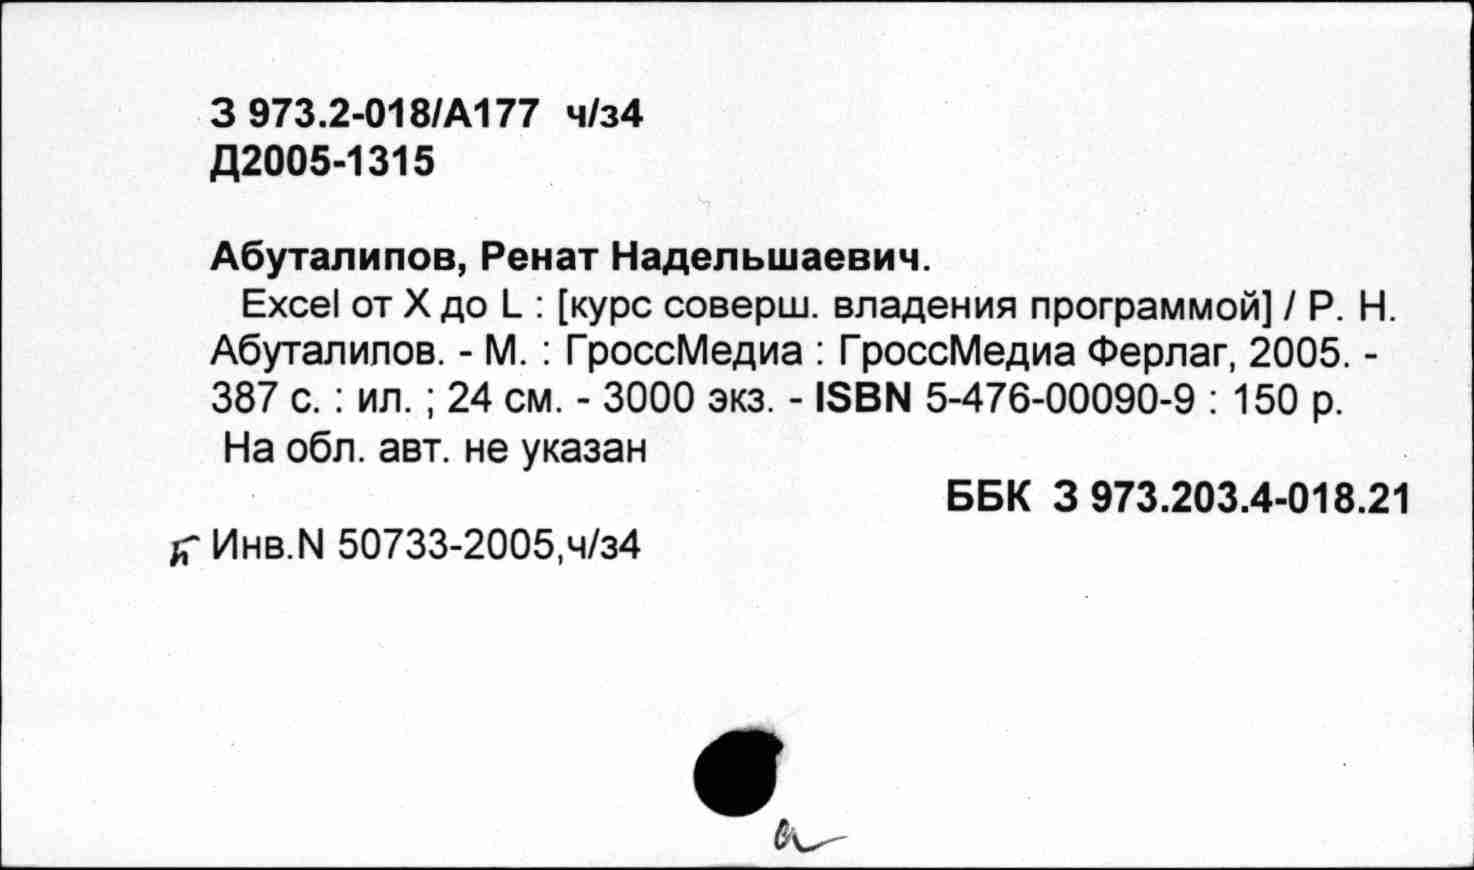 З 973.2-018/А177 ч/з4
Д2005-1315
Абуталипов, Ренат Надельшаевич.
Excel от X до L : [курс соверш. владения программой] / Р. Н.
Абуталипов. - М. : ГроссМедиа : ГроссМедиа Ферлаг, 2005. -
387 с. : ил. ; 24 см. - 3000 экз. - ISBN 5-476-00090-9 : 150 р.
На обл. авт. не указан
ББК З 973.203.4-018.21
Инв.N 50733-2005,ч/з4